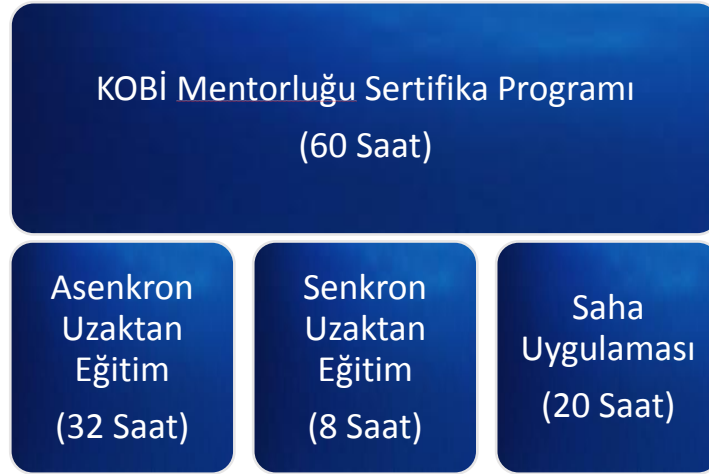 KOBİ Mentorluğu Sertifika Programı
(60 Saat)
Asenkron
Uzaktan
Eğitim
(32 Saat)
Senkron
Uzaktan
Eğitim
(8 Saat)
Saha
Uygulaması
(20 Saat)